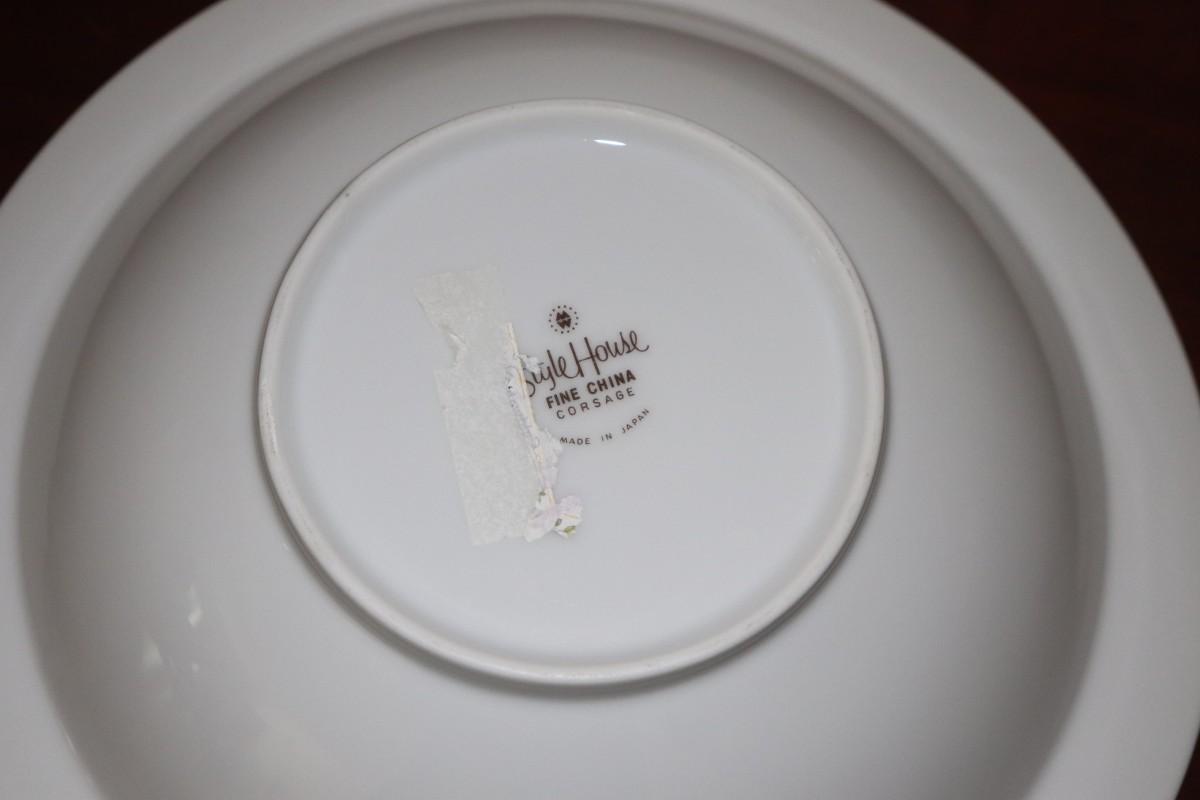 Style House
FINE CHINA
CORSAGE
MADE IN JAPAN